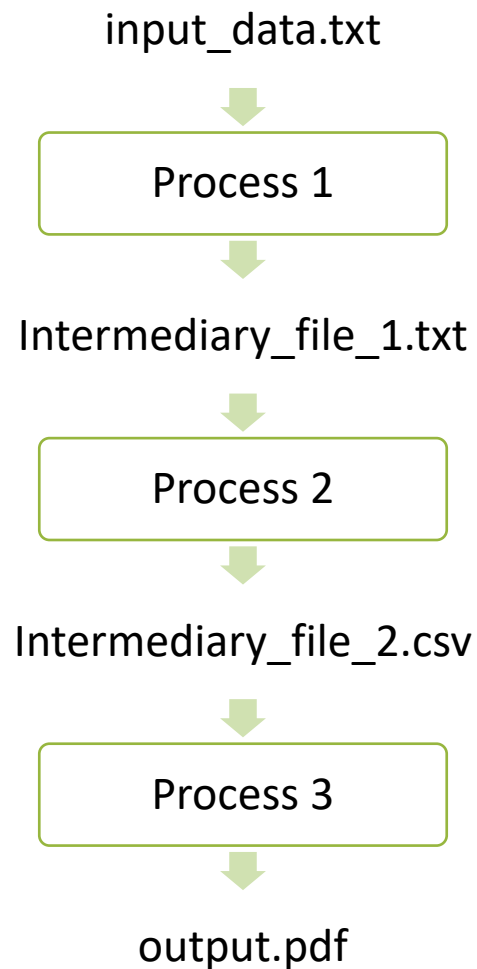 input_data.txt
Process 1
Intermediary_file_1.txt
Process 2
Intermediary_file_2.csv
Process 3
output.pdf